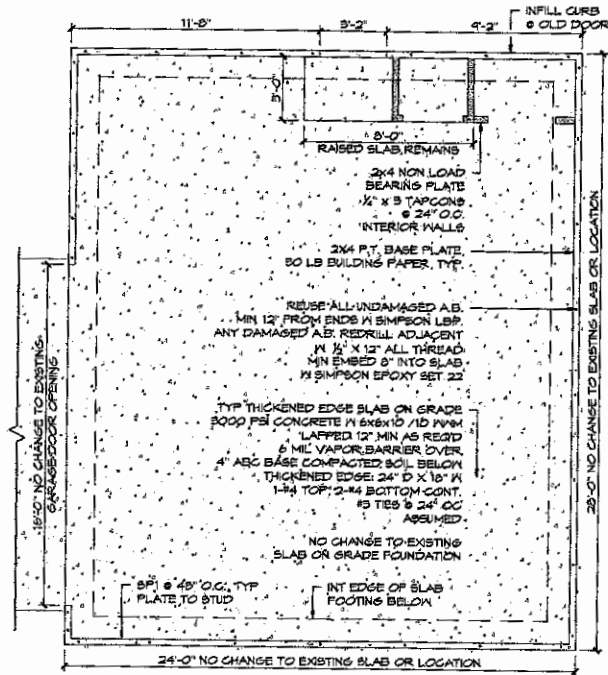 11'-8"
3'-2"
9'-2"
INFILL CURB
@ OLD DOOR
3'-0"
8'-0"
RAISED SLAB REMAINS
2x4 NON LOAD
BEARING PLATE
1/4" x 3 TAPCONS
@ 24" O.C.
INTERIOR WALLS
2X4 P.T. BASE PLATE,
30 LB BUILDING PAPER, TYP
REUSE ALL UNDAMAGED A.B.
MIN 12" FROM ENDS W SIMPSON LBP.
ANY DAMAGED A.B. REDRILL ADJACENT
W 1/2" X 12" ALL THREAD
MIN EMBED 8" INTO SLAB
W SIMPSON EPOXY SET 22
TYP THICKENED EDGE SLAB ON GRADE
3000 PSI CONCRETE W 6x6x10 /10 WWM
LAPPED 12" MIN AS REQ'D
6 MIL VAPOR BARRIER OVER
4" ABC BASE COMPACTED SOIL BELOW
THICKENED EDGE: 24" D X 18" W
1-#4 TOP, 2-#4 BOTTOM CONT.
#3 TIES @ 24" OC
ASSUMED
NO CHANGE TO EXISTING
SLAB ON GRADE FOUNDATION
16'-0" NO CHANGE TO EXISTING
GARAGE DOOR OPENING
28'-0" NO CHANGE TO EXISTING SLAB OR LOCATION
SP1 @ 48" O.C., TYP
PLATE TO STUD
INT EDGE OF SLAB
FOOTING BELOW
24'-0" NO CHANGE TO EXISTING SLAB OR LOCATION